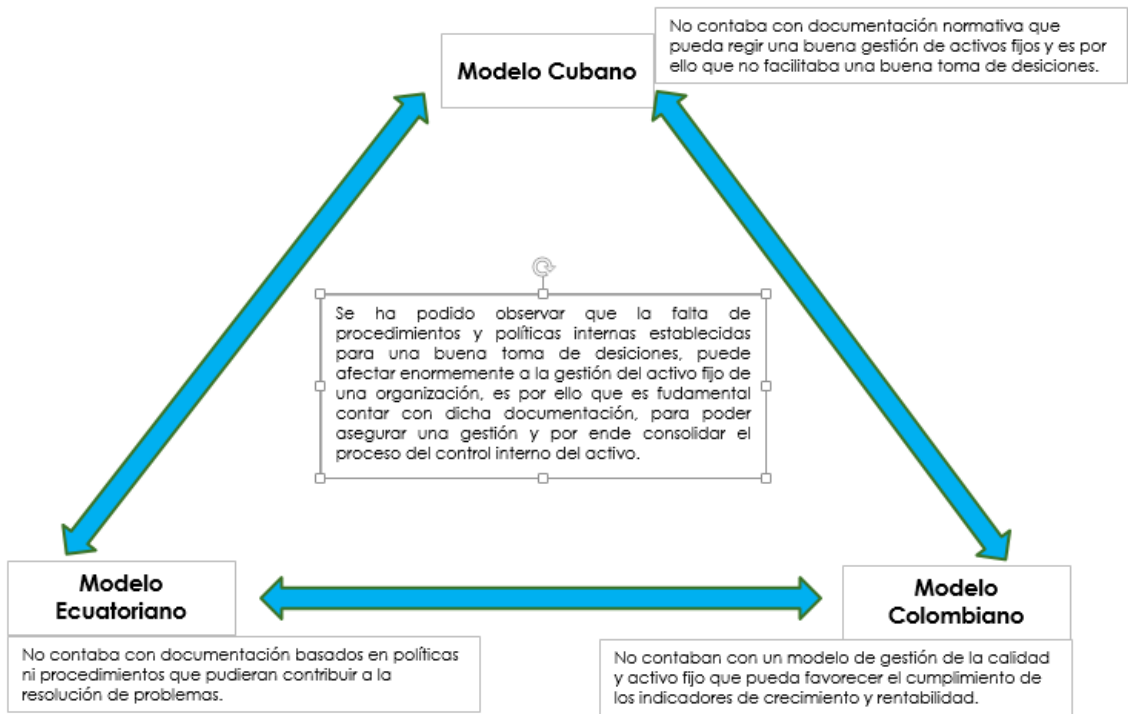 No contaba con documentación normativa que
pueda regir una buena gestión de activos fijos y es por
ello que no facilitaba una buena toma de desiciones.
Modelo Cubano
Se ha podido observar que la falta de
procedimientos y políticas internas establecidas
para una buena toma de desiciones, puede
afectar enormemente a la gestión del activo fijo de
una organización, es por ello que es fudamental
contar con dicha documentación, para poder
asegurar una gestión y por ende consolidar el
proceso del control interno del activo.
Modelo
Ecuatoriano
No contaba con documentación basados en políticas
ni procedimientos que pudieran contribuir a la
resolución de problemas.
Modelo
Colombiano
No contaban con un modelo de gestión de la calidad
y activo fijo que pueda favorecer el cumplimiento de
los indicadores de crecimiento y rentabilidad.